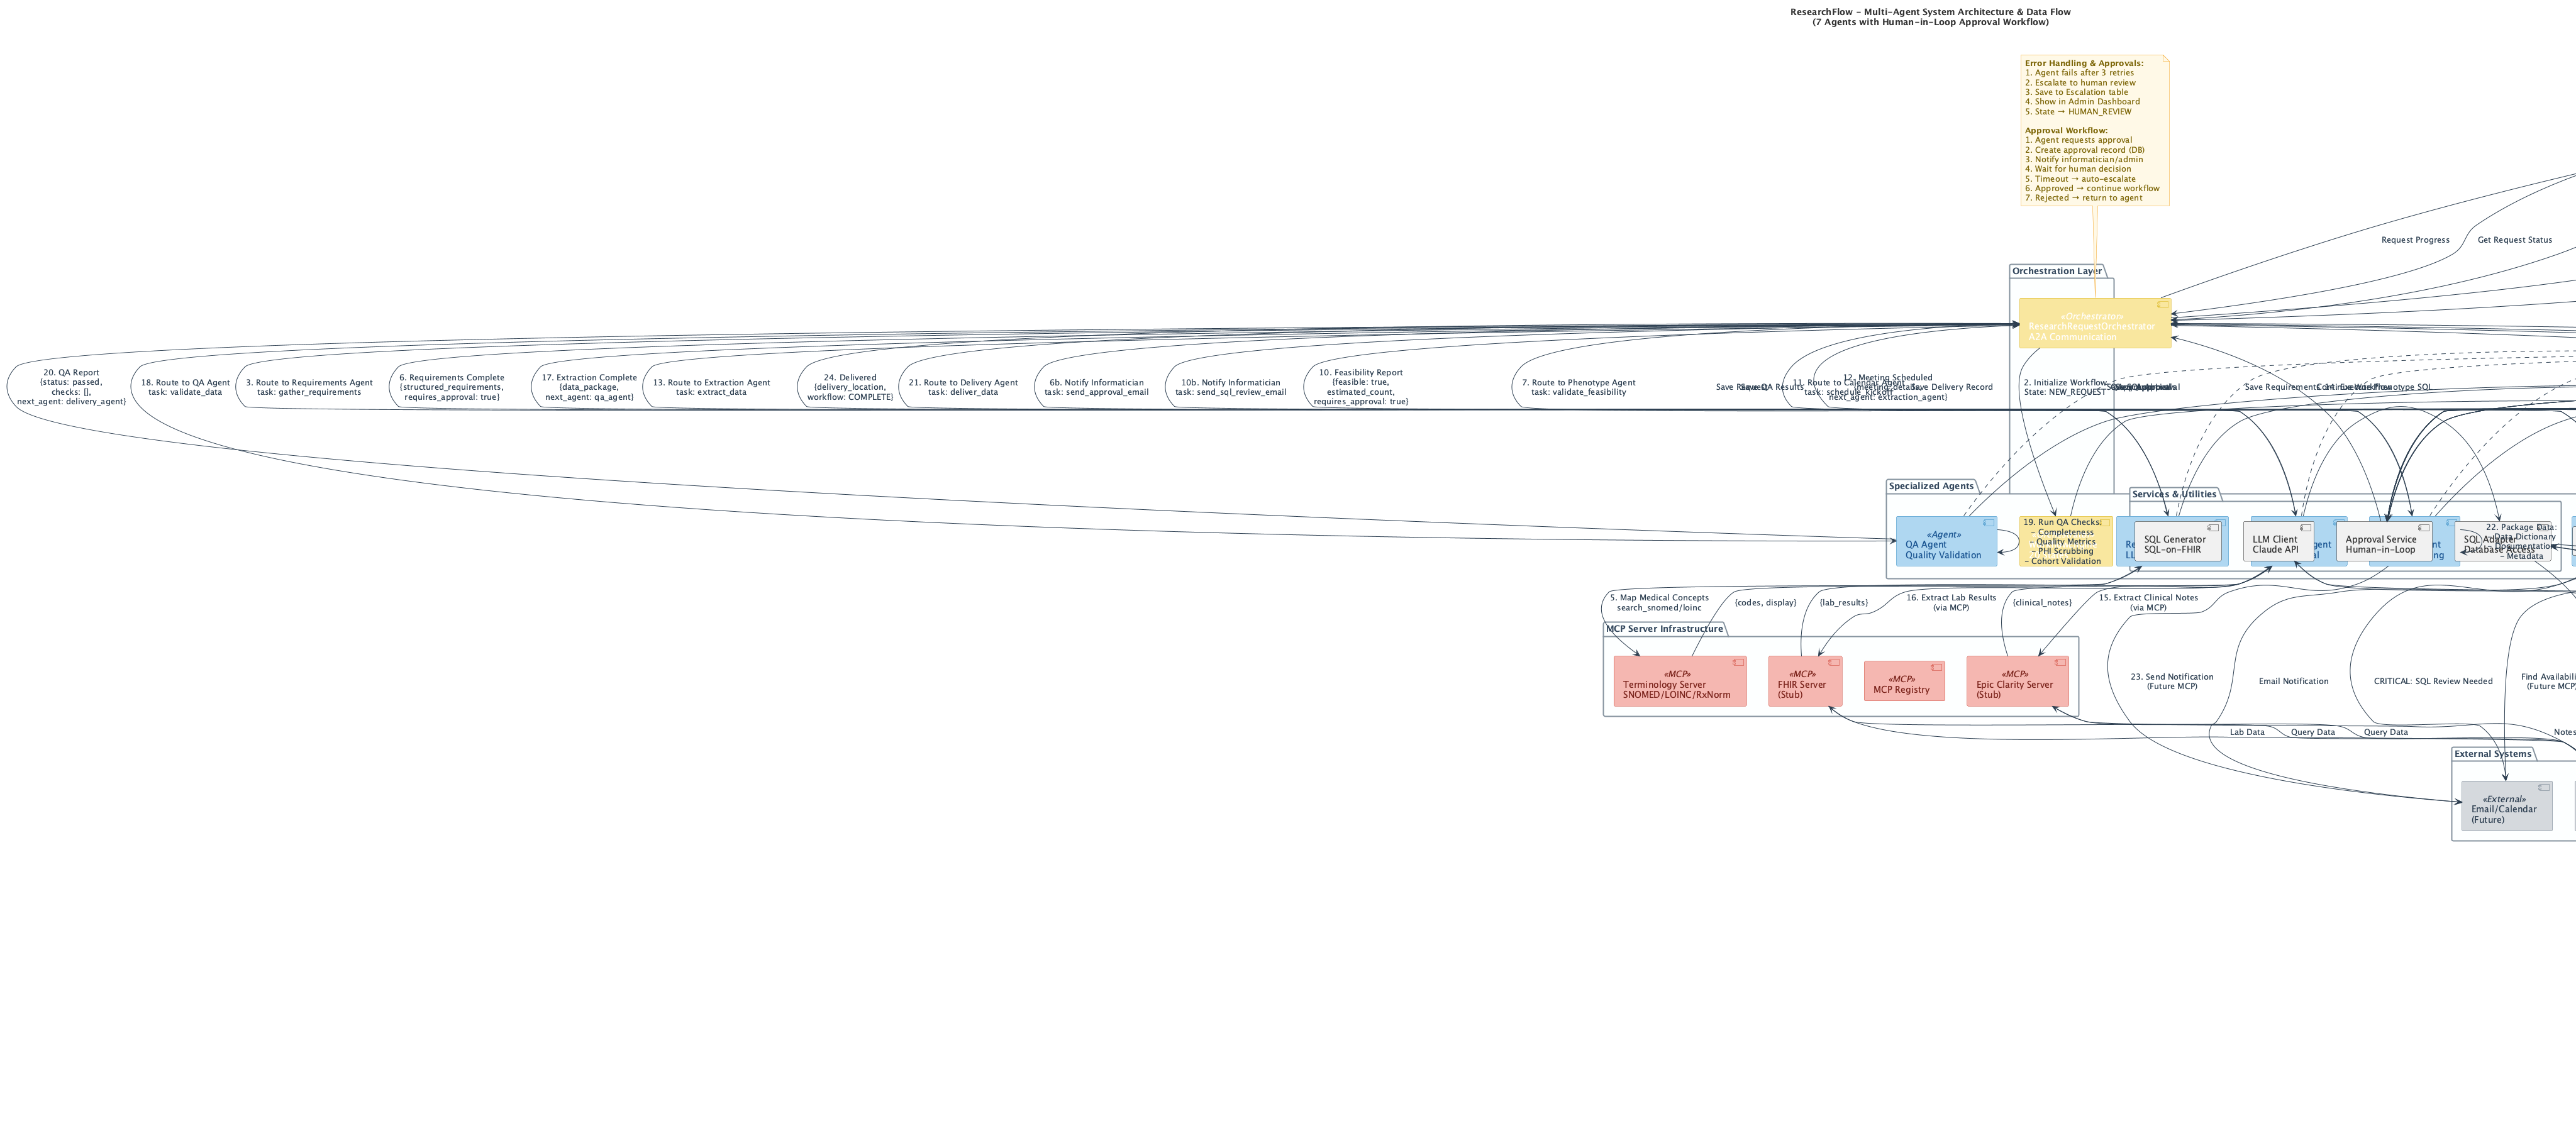 ResearchFlow - Multi-Agent System Architecture & Data Flow
(7 Agents with Human-in-Loop Approval Workflow)
Error Handling & Approvals:
1. Agent fails after 3 retries
2. Escalate to human review
3. Save to Escalation table
4. Show in Admin Dashboard
5. State → HUMAN_REVIEW
Approval Workflow:
1. Agent requests approval
2. Create approval record (DB)
3. Notify informatician/admin
4. Wait for human decision
5. Timeout → auto-escalate
6. Approved → continue workflow
7. Rejected → return to agent
Request Progress
Get Request Status
Orchestration Layer
«Orchestrator»
ResearchRequestOrchestrator
A2A Communication
20. QA Report
{status: passed,
checks: [],
next_agent: delivery_agent}
18. Route to QA Agent
task: validate_data
3. Route to Requirements Agent
task: gather_requirements
6. Requirements Complete
{structured_requirements,
requires_approval: true}
17. Extraction Complete
{data_package,
next_agent: qa_agent}
13. Route to Extraction Agent
task: extract_data
24. Delivered
{delivery_location,
workflow: COMPLETE}
21. Route to Delivery Agent
task: deliver_data
6b. Notify Informatician
task: send_approval_email
10b. Notify Informatician
task: send_sql_review_email
10. Feasibility Report
{feasible: true,
estimated_count,
requires_approval: true}
7. Route to Phenotype Agent
task: validate_feasibility
Save Request
Save QA Results
11. Route to Calendar Agent
task: schedule_kickoff
12. Meeting Scheduled
{meeting_details,
next_agent: extraction_agent}
Save Delivery Record
2. Initialize Workflow
State: NEW_REQUEST
Save Requirements
14. Execute Phenotype SQL
Continue Workflow
Specialized Agents
«Agent»
QA Agent
Quality Validation
19. Run QA Checks:
- Completeness
- Quality Metrics
- PHI Scrubbing
- Cohort Validation
Services & Utilities
SQL Generator
SQL-on-FHIR
LLM Client
Claude API
Approval Service
Human-in-Loop
SQL Adapter
Database Access
22. Package Data:
- Data Dictionary
- Documentation
- Metadata
5. Map Medical Concepts
search_snomed/loinc
{codes, display}
{lab_results}
16. Extract Lab Results
(via MCP)
{clinical_notes}
15. Extract Clinical Notes
(via MCP)
MCP Server Infrastructure
«MCP»
Terminology Server
SNOMED/LOINC/RxNorm
«MCP»
FHIR Server
(Stub)
«MCP»
MCP Registry
«MCP»
Epic Clarity Server
(Stub)
23. Send Notification
(Future MCP)
Email Notification
CRITICAL: SQL Review Needed
Find Availabili
(Future MCP
Lab Data
Query Data
Query Data
Notes
External Systems
«External»
Email/Calendar
(Future)